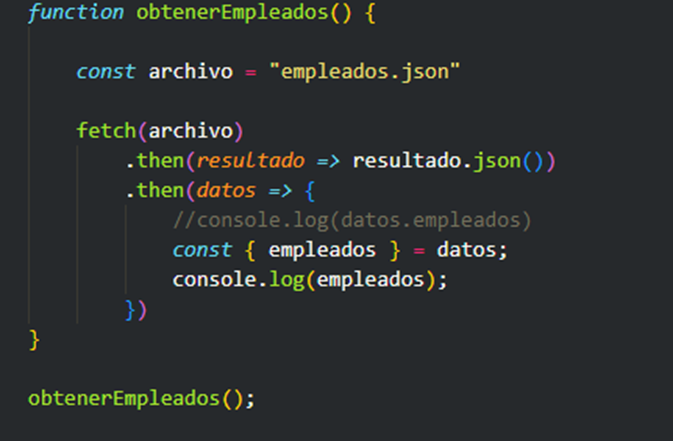 function obtenerEmpleados() {
const archivo = "empleados.json"
fetch(archivo)
.then(resultado => resultado.json())
.then(datos => {
//console.log(datos.empleados)
const { empleados } = datos;
console.log(empleados);
})
}
obtenerEmpleados();